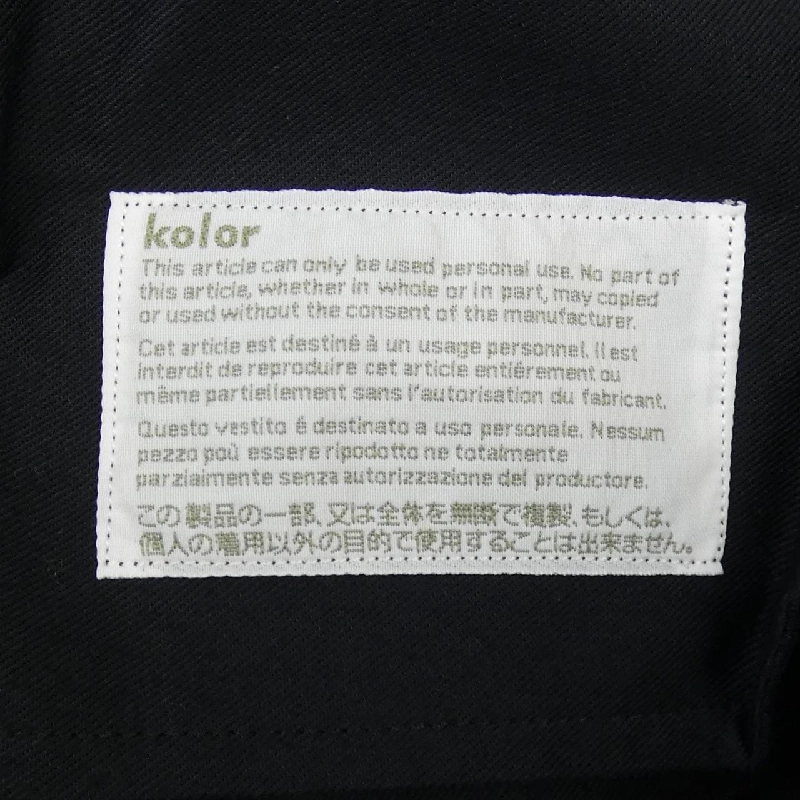 kolor
This article can only be used personal use. No part of
this article, whether in whole or in part, may copied
or used without the consent of the manufacturer.
Cet article est destiné à un usage personnel. Il est
interdit de reproduire cet article entiérement ou
même partiellement sans l'autorisation du fabricant.
Questo vestito é destinato a uso personale. Nessum
pezzo poù essere ripodotto ne totalmente
parzialmente senza autorizzazione del productore.
この製品の一部、又は全体を無断で複製、もしくは、
個人の着用以外の目的で使用することは出来ません。